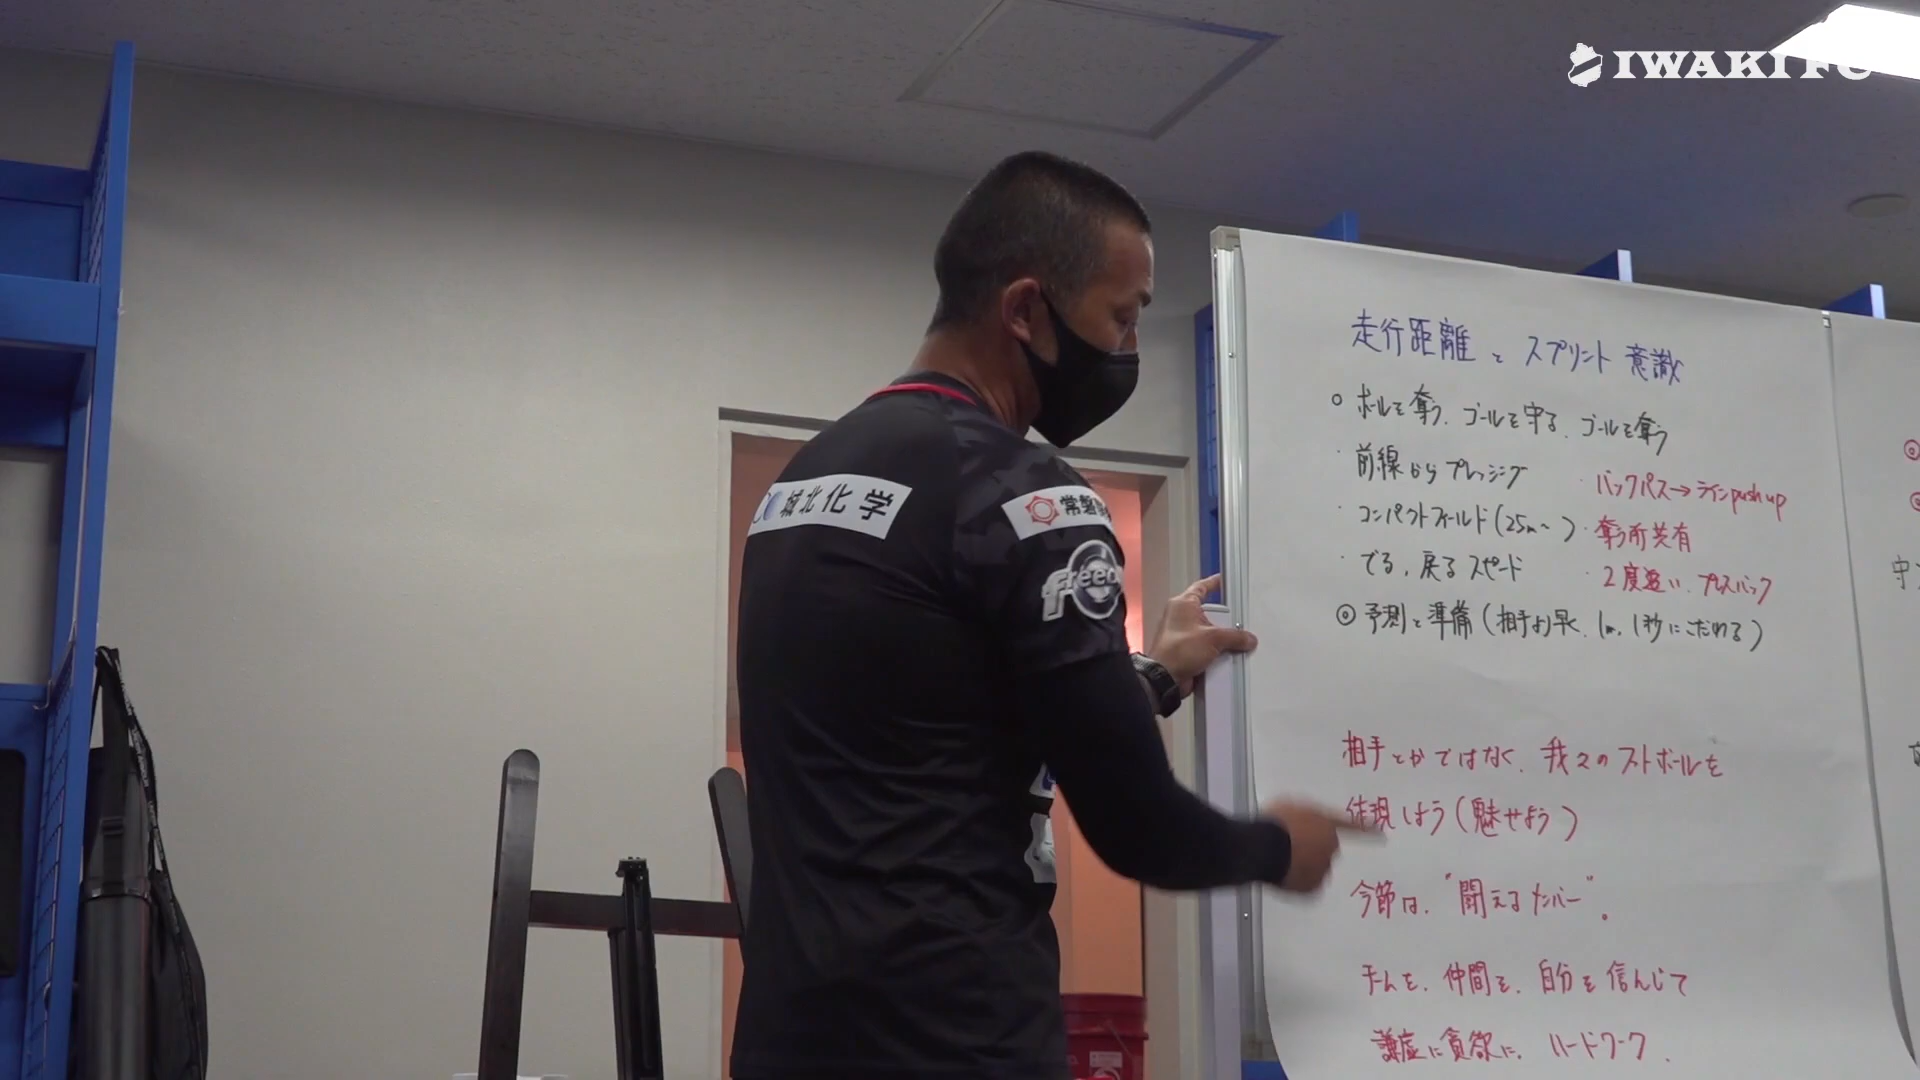 IWAKI FC
走行距離とスプリント意識
○ボールを奪う、ゴールを守る、ゴールを奪う
・前線からプレッシング
・バックパス→ラインpush up
・コンパクトフィールド(25m〜)
・奪う所共有
・でる、戻るスピード
・2度追い、プレスバック
◎予測と準備(相手より早く、1m、1秒にこだわる)
相手とかではなく、我々のフットボールを
体現しよう(魅せよう)
今節は、"闘えるメンバー"。
チームを、仲間を、自分を信じて
謙虚に貪欲に、ハードワーク、
城北化学
常磐